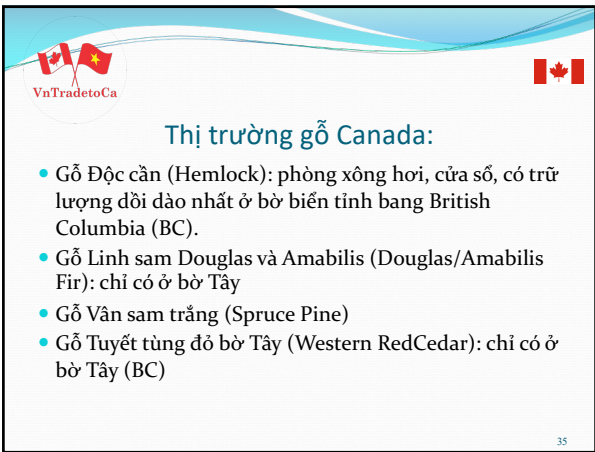 VnTradetoCa
Thị trường gỗ Canada:
• Gỗ Độc cần (Hemlock): phòng xông hơi, cửa sổ, có trữ
lượng dồi dào nhất ở bờ biển tỉnh bang British
Columbia (BC).
• Gỗ Linh sam Douglas và Amabilis (Douglas/Amabilis
Fir): chỉ có ở bờ Tây
• Gỗ Vân sam trắng (Spruce Pine)
• Gỗ Tuyết tùng đỏ bờ Tây (Western RedCedar): chỉ có ở
bờ Tây (BC)
35